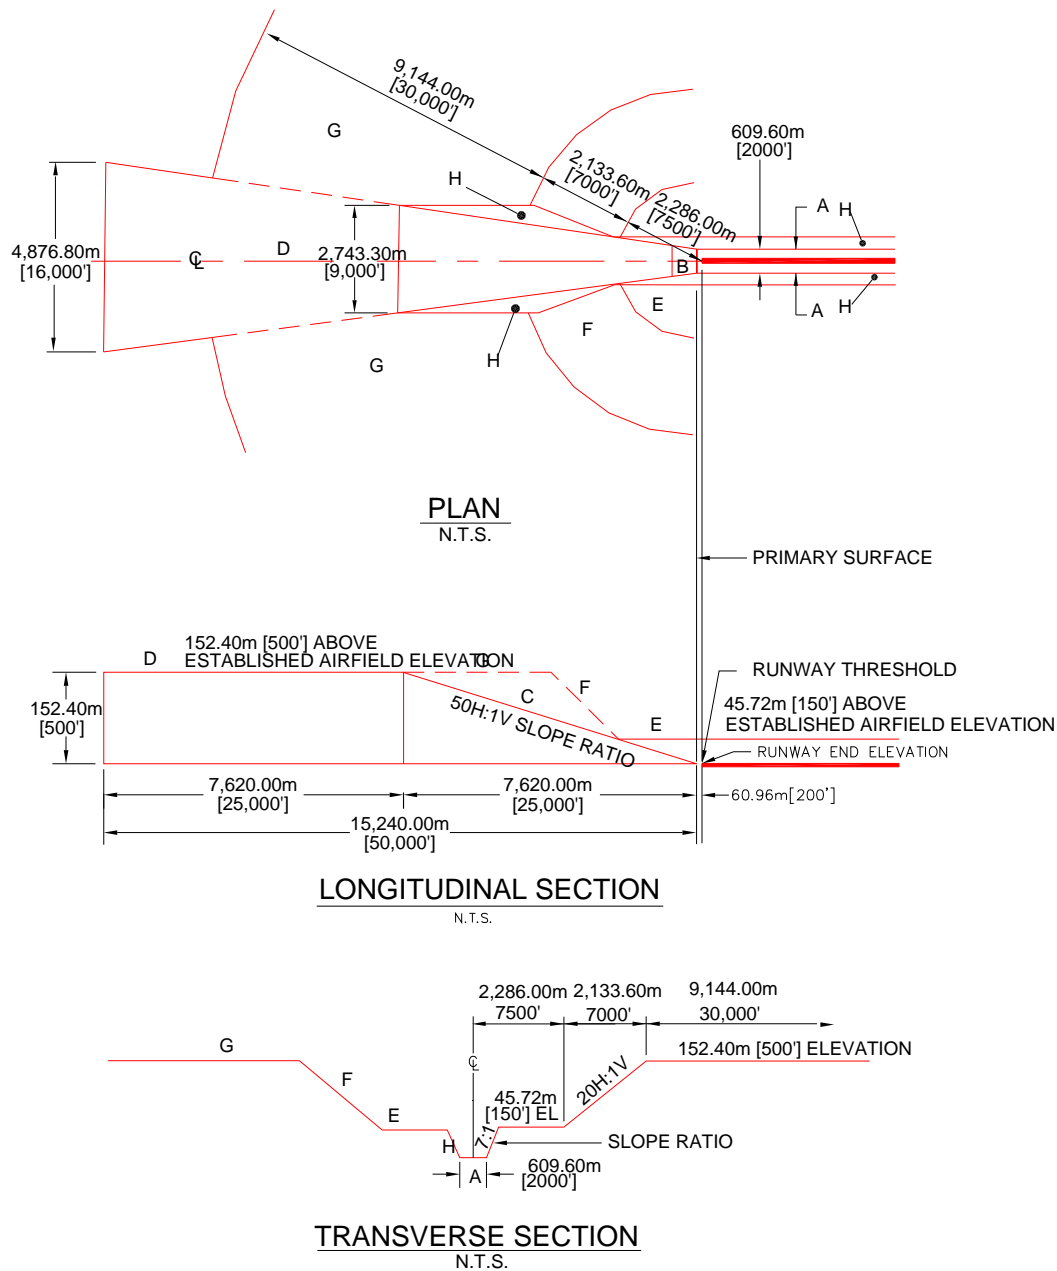 9,144.00m
[30,000']
G
H
2,133.60m
[7000']
2,286.00m
[7500']
609.60m
[2000']
A
H
4,876.80m
[16,000']
℄
D
2,743.30m
[9,000']
B
A
H
E
F
H
G
PLAN
N.T.S.
PRIMARY SURFACE
D
152.40m [500'] ABOVE
ESTABLISHED AIRFIELD ELEVATION
G
RUNWAY THRESHOLD
F
C
152.40m
[500']
50H:1V SLOPE RATIO
E
45.72m [150'] ABOVE
ESTABLISHED AIRFIELD ELEVATION
RUNWAY END ELEVATION
7,620.00m
[25,000']
7,620.00m
[25,000']
60.96m[200']
15,240.00m
[50,000']
LONGITUDINAL SECTION
N.T.S.
2,286.00m
7500'
2,133.60m
7000'
9,144.00m
30,000'
G
152.40m [500'] ELEVATION
℄
F
20H:1V
E
45.72m
[150'] EL
H
7:1
SLOPE RATIO
A
609.60m
[2000']
TRANSVERSE SECTION
N.T.S.